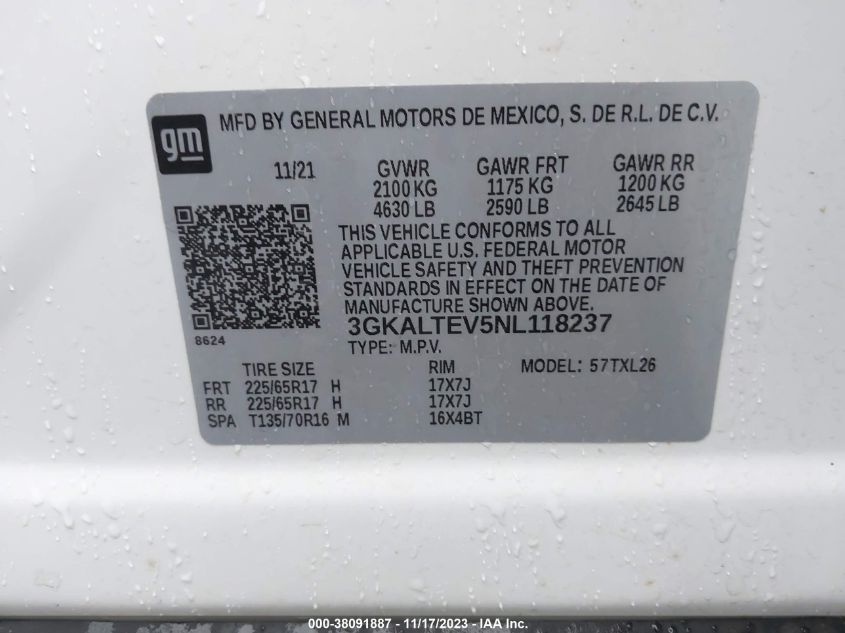 gm
MFD BY GENERAL MOTORS DE MEXICO, S. DE R.L. DE C.V.
11/21 GVWR GAWR FRT GAWR RR
2100 KG 1175 KG 1200 KG
4630 LB 2590 LB 2645 LB
THIS VEHICLE CONFORMS TO ALL
APPLICABLE U.S. FEDERAL MOTOR
VEHICLE SAFETY AND THEFT PREVENTION
STANDARDS IN EFFECT ON THE DATE OF
MANUFACTURE SHOWN ABOVE.
3GKALTEV5NL118237
8624
TYPE: M.P.V.
TIRE SIZE RIM MODEL: 57TXL26
FRT 225/65R17 H 17X7J
RR 225/65R17 H 17X7J
SPA T135/70R16 M 16X4BT
000-38091887 - 11/17/2023 - IAA Inc.